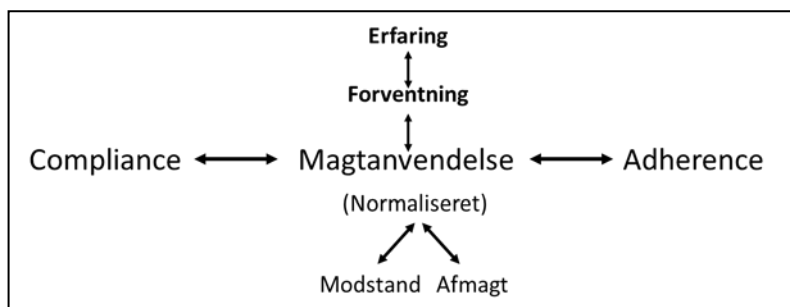 Erfaring
Forventning
Compliance Magtanvendelse Adherence
(Normaliseret)
Modstand Afmagt